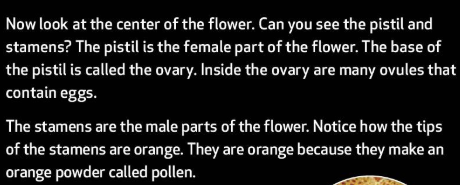 Now look at the center of the flower. Can you see the pistil and
stamens? The pistil is the female part of the flower. The base of
the pistil is called the ovary. Inside the ovary are many ovules that
contain eggs.
The stamens are the male parts of the flower. Notice how the tips
of the stamens are orange. They are orange because they make an
orange powder called pollen.